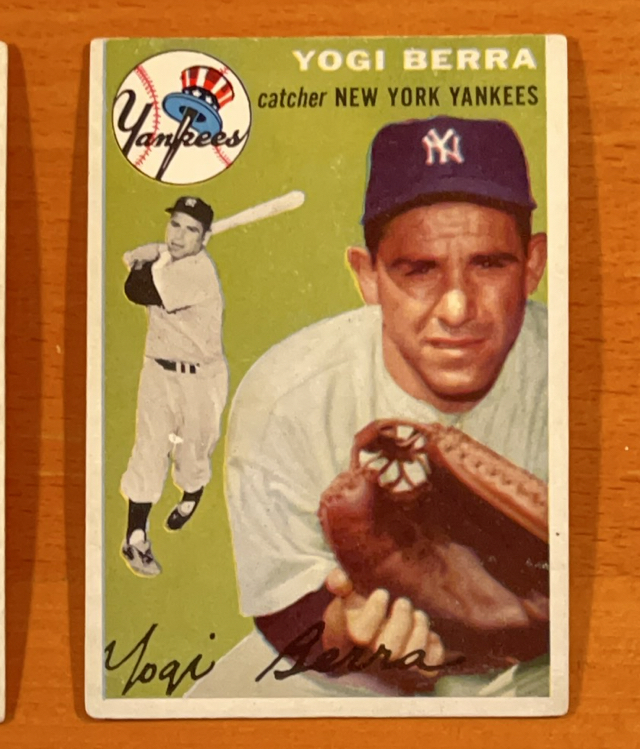 YOGI BERRA
catcher NEW YORK YANKEES
Yankees
NY
Yogi Berra